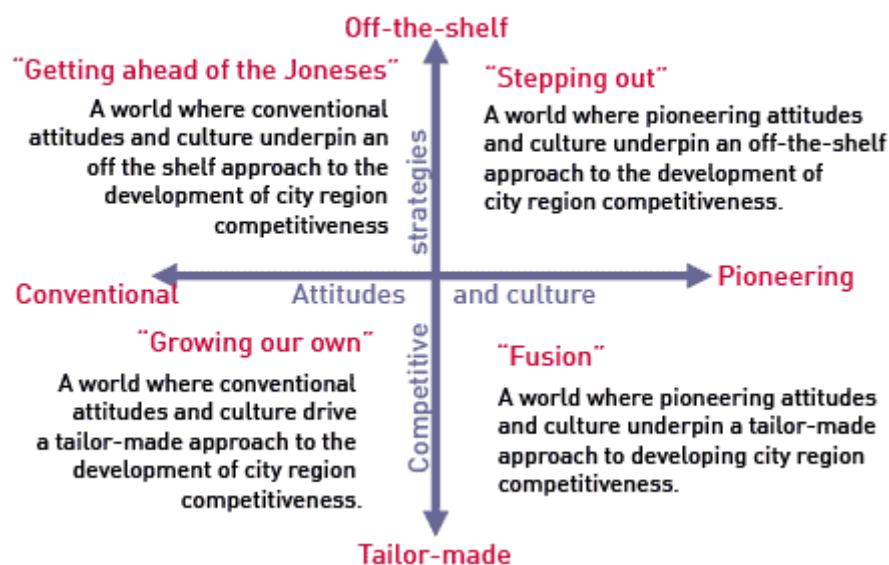 Off-the-shelf
“Getting ahead of the Joneses”
A world where conventional
attitudes and culture underpin an
off the shelf approach to the
development of city region
competitiveness
“Stepping out”
A world where pioneering attitudes
and culture underpin an off-the-shelf
approach to the development of
city region competitiveness.
Competitive strategies
Conventional
Attitudes and culture
Pioneering
“Growing our own”
A world where conventional
attitudes and culture drive
a tailor-made approach to the
development of city region
competitiveness.
“Fusion”
A world where pioneering attitudes
and culture underpin a tailor-made
approach to developing city region
competitiveness.
Tailor-made